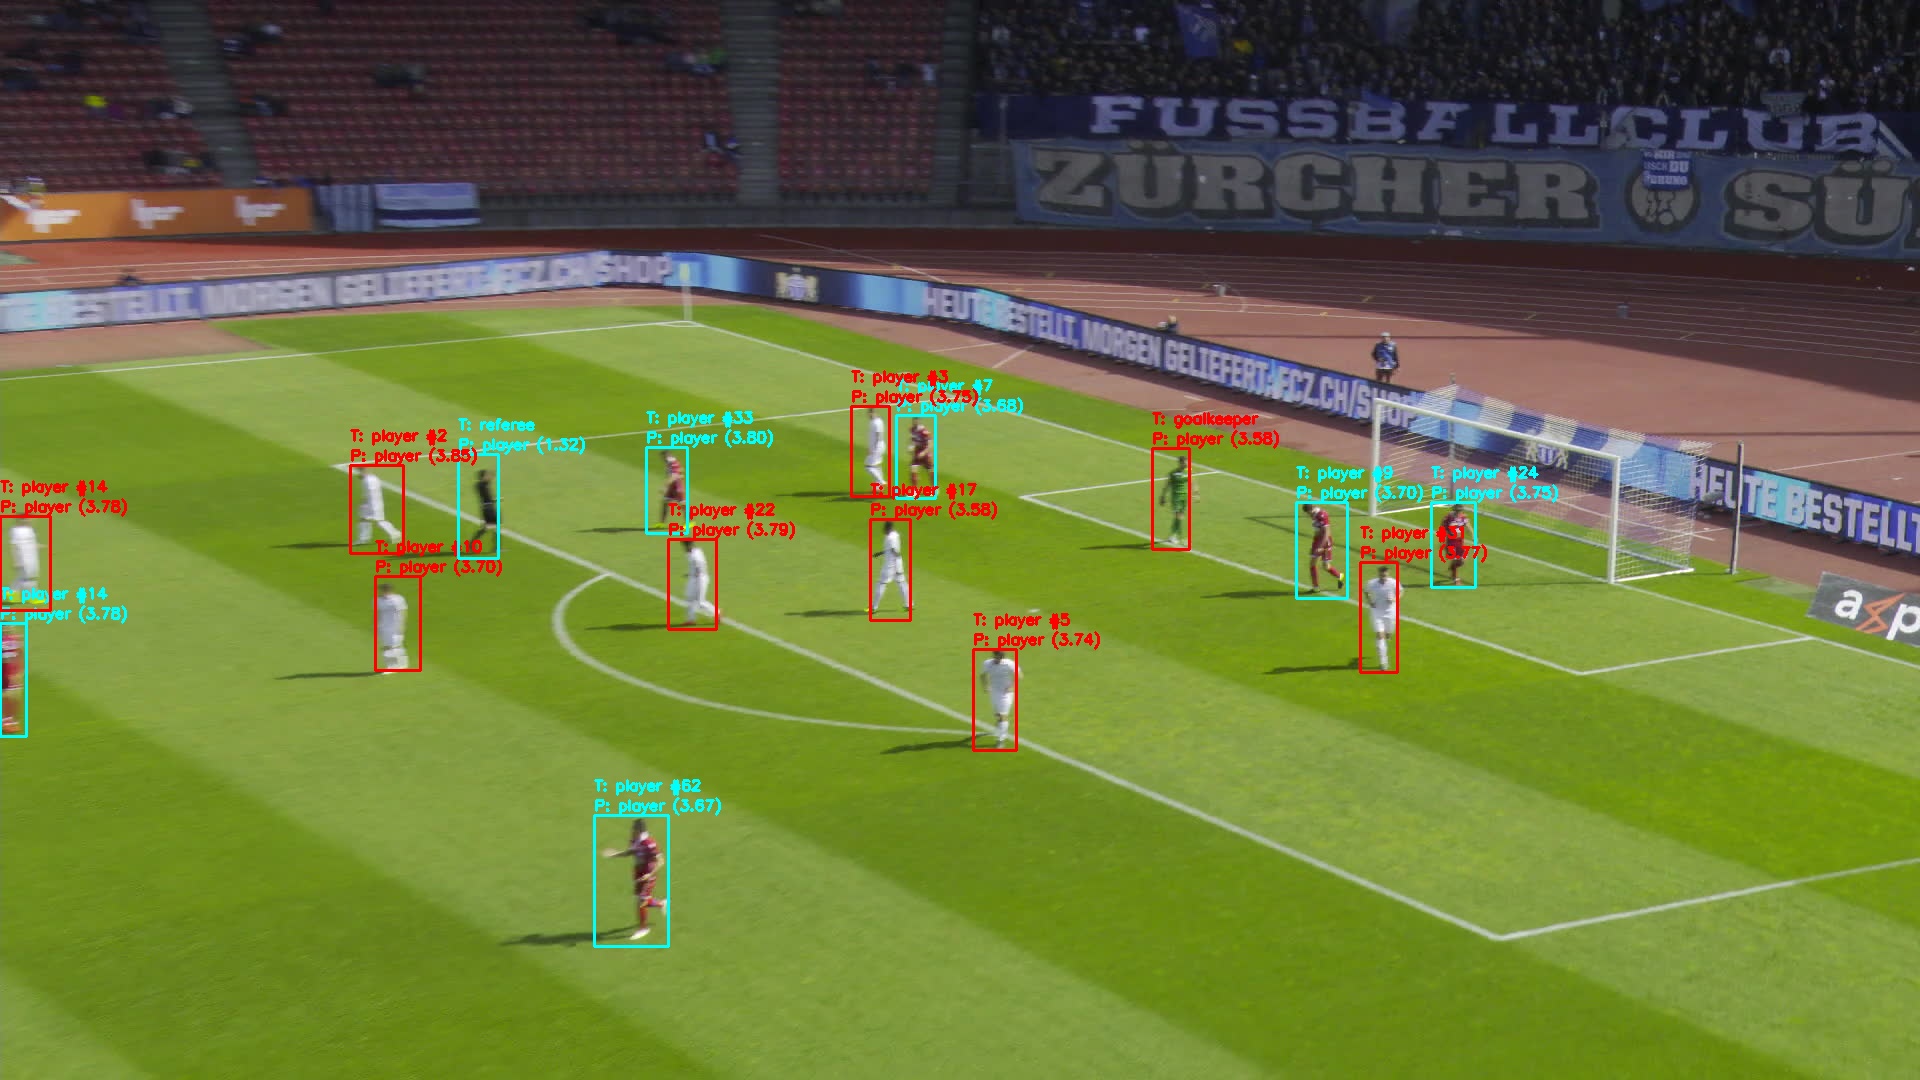 FUSSBALLCLUB
ZÜRCHER SÜ
TE BESTELLT, MORGEN GELIEFERT: FCZ.CH/SHOP
HEUTE BESTELLT, MORGEN GELIEFERT: FCZ.CH/SHOP
HEUTE BESTELLT
T: player #3
P: player (3.75)
T: player #7
P: player (3.68)
T: player #33
P: player (3.80)
T: referee
P: player (1.32)
T: player #2
P: player (3.85)
T: goalkeeper
P: player (3.58)
T: player #9
P: player (3.70)
T: player #24
P: player (3.75)
T: player #14
P: player (3.78)
T: player #17
P: player (3.58)
T: player #22
P: player (3.79)
T: player #10
P: player (3.70)
T: player #31
P: player (3.77)
T: player #14
P: player (3.78)
T: player #5
P: player (3.74)
T: player #62
P: player (3.67)